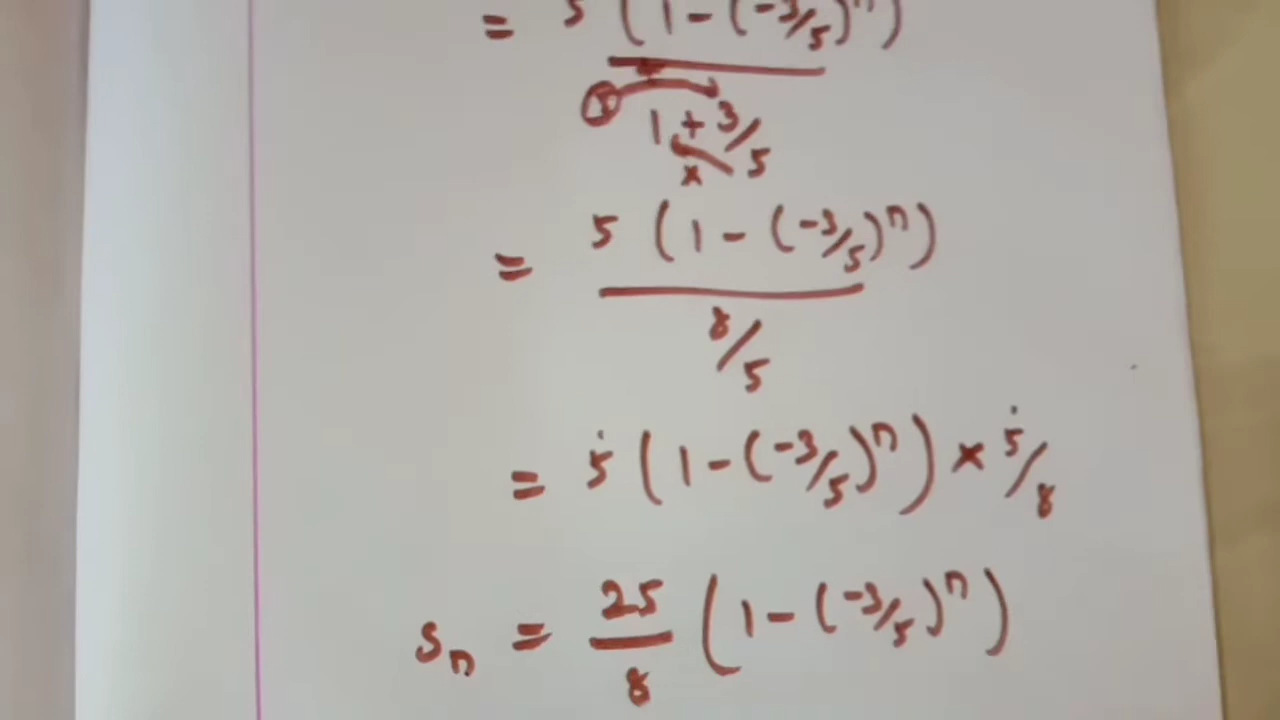 = 5 (1 - (-3/5)^n)
1 + 3/5
×
= 5 (1 - (-3/5)^n)
8/5
= 5 (1 - (-3/5)^n) × 5/8
Sn = 25/8 (1 - (-3/5)^n)